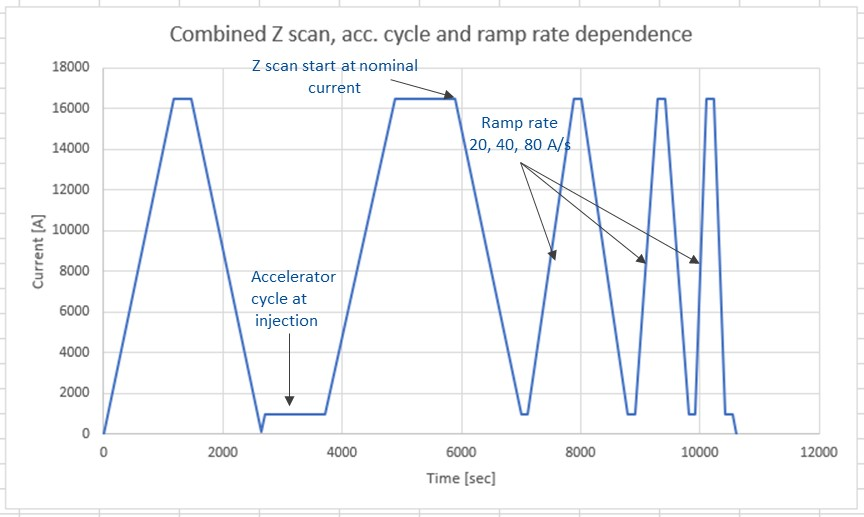 Combined Z scan, acc. cycle and ramp rate dependence
18000
16000
14000
12000
10000
8000
6000
4000
2000
0
Current [A]
Z scan start at nominal
current
Ramp rate
20, 40, 80 A/s
Accelerator
cycle at
injection
0
2000
4000
6000
8000
10000
12000
Time [sec]